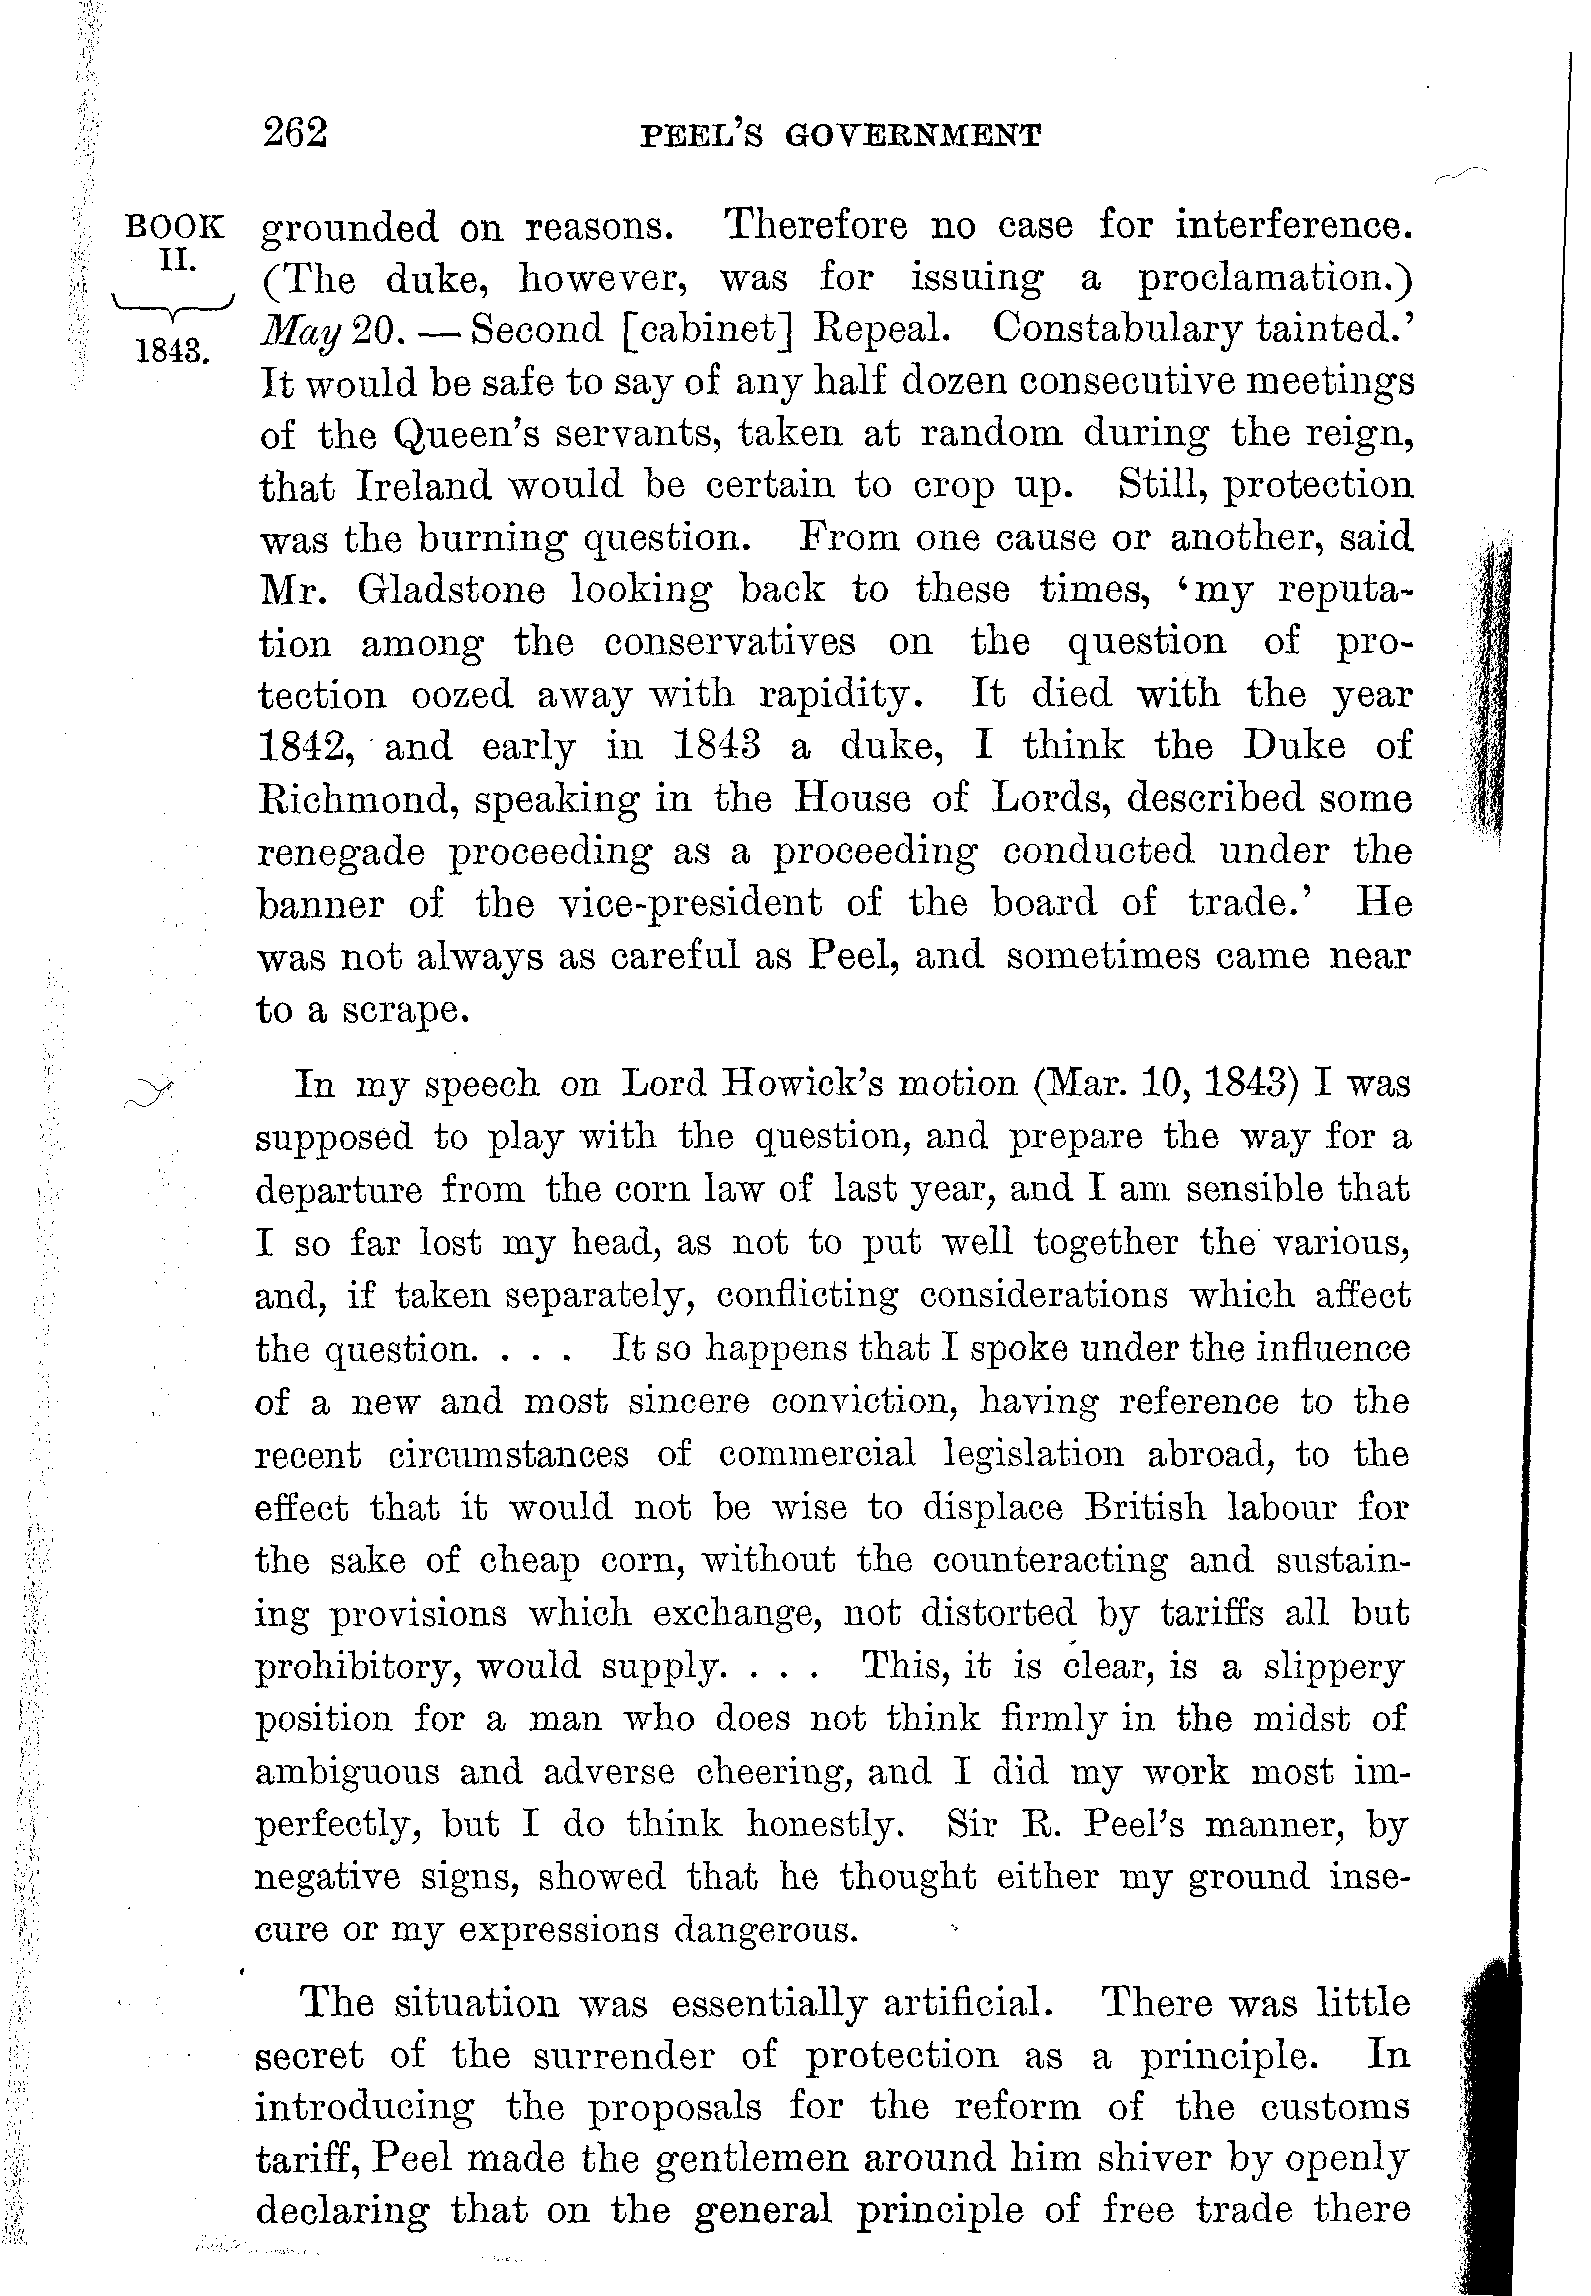 262 PEEL'S GOVERNMENT
BOOK
II.
1843.
grounded on reasons. Therefore no case for interference.
(The duke, however, was for issuing a proclamation.)
May 20. — Second [cabinet] Repeal. Constabulary tainted.'
It would be safe to say of any half dozen consecutive meetings
of the Queen's servants, taken at random during the reign,
that Ireland would be certain to crop up. Still, protection
was the burning question. From one cause or another, said
Mr. Gladstone looking back to these times, 'my reputa-
tion among the conservatives on the question of pro-
tection oozed away with rapidity. It died with the year
1842, and early in 1843 a duke, I think the Duke of
Richmond, speaking in the House of Lords, described some
renegade proceeding as a proceeding conducted under the
banner of the vice-president of the board of trade.' He
was not always as careful as Peel, and sometimes came near
to a scrape.
In my speech on Lord Howick's motion (Mar. 10, 1843) I was
supposed to play with the question, and prepare the way for a
departure from the corn law of last year, and I am sensible that
I so far lost my head, as not to put well together the various,
and, if taken separately, conflicting considerations which affect
the question. . . . It so happens that I spoke under the influence
of a new and most sincere conviction, having reference to the
recent circumstances of commercial legislation abroad, to the
effect that it would not be wise to displace British labour for
the sake of cheap corn, without the counteracting and sustain-
ing provisions which exchange, not distorted by tariffs all but
prohibitory, would supply. . . . This, it is clear, is a slippery
position for a man who does not think firmly in the midst of
ambiguous and adverse cheering, and I did my work most im-
perfectly, but I do think honestly. Sir R. Peel's manner, by
negative signs, showed that he thought either my ground inse-
cure or my expressions dangerous.
The situation was essentially artificial. There was little
secret of the surrender of protection as a principle. In
introducing the proposals for the reform of the customs
tariff, Peel made the gentlemen around him shiver by openly
declaring that on the general principle of free trade there